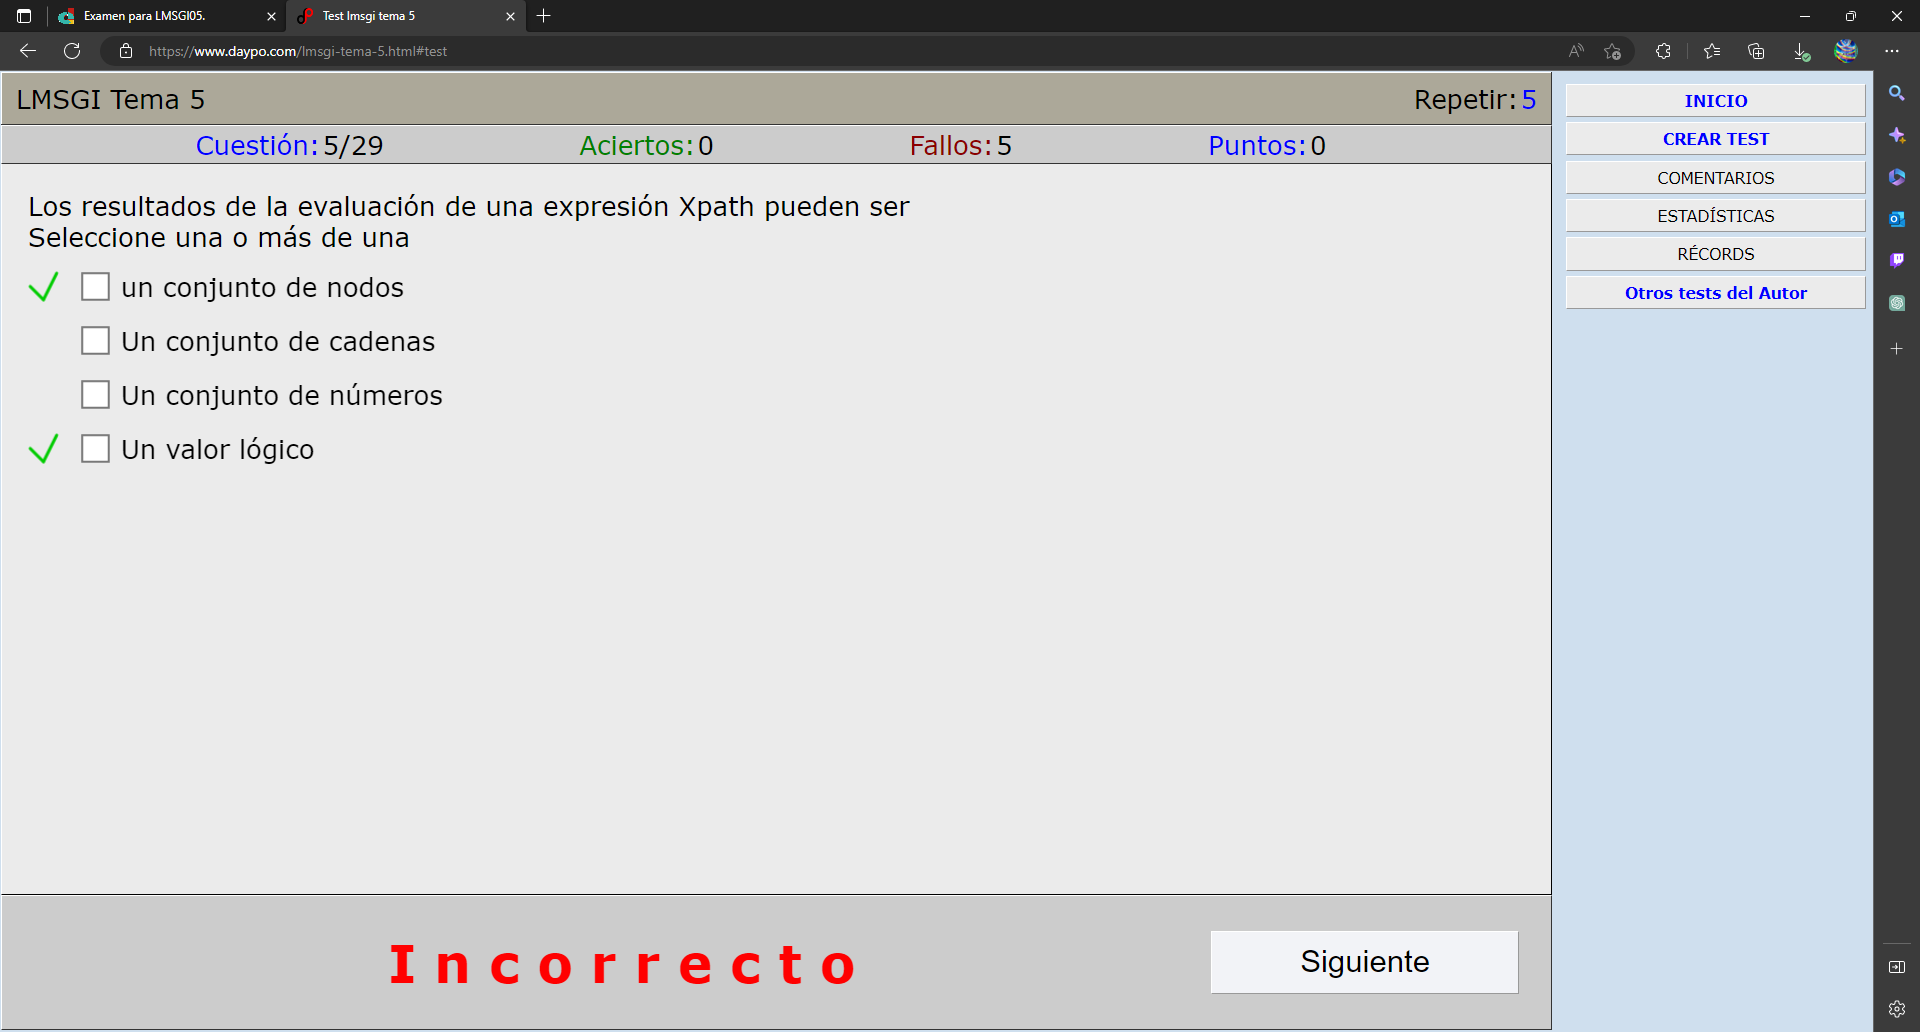 Examen para LMSGI05.
Test lmsgi tema 5
https://www.daypo.com/lmsgi-tema-5.html#test
LMSGI Tema 5
Repetir: 5
Cuestión: 5/29
Aciertos: 0
Fallos: 5
Puntos: 0
Los resultados de la evaluación de una expresión Xpath pueden ser
Seleccione una o más de una
un conjunto de nodos
Un conjunto de cadenas
Un conjunto de números
Un valor lógico
Incorrecto
Siguiente
INICIO
CREAR TEST
COMENTARIOS
ESTADÍSTICAS
RÉCORDS
Otros tests del Autor